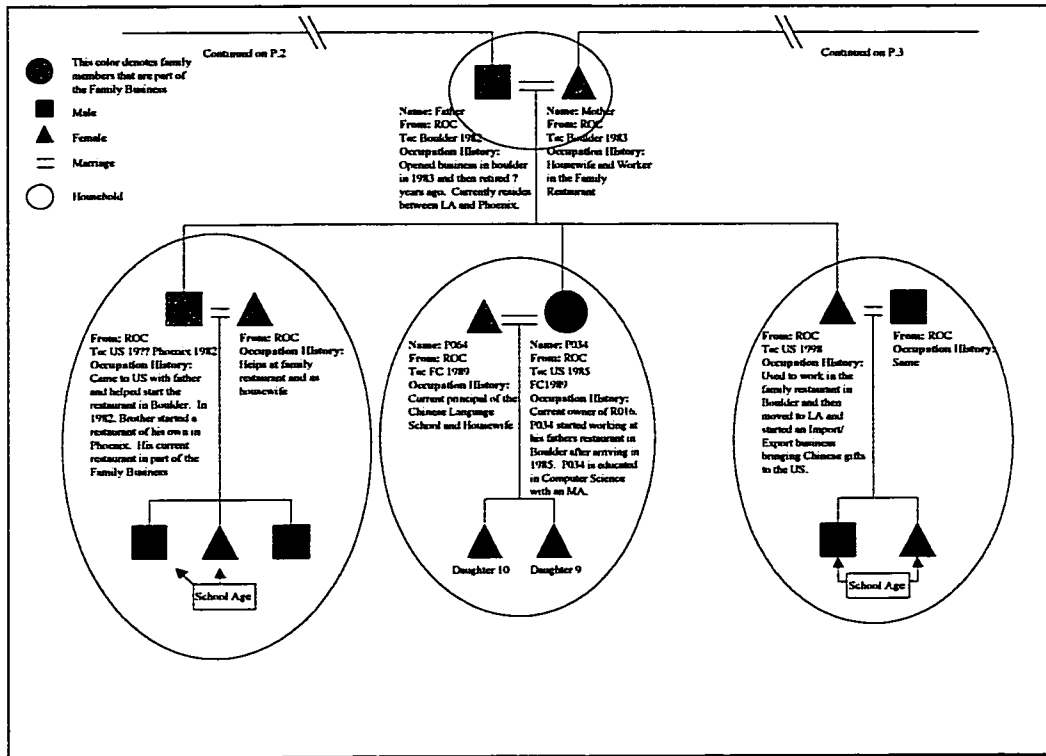 Continued on P.2
Continued on P.3
This color denotes family
members that are part of
the Family Business
Male
Female
Marriage
Household
Name: Father
From: ROC
To: Boulder 1982
Occupation History:
Opened business in boulder
in 1983 and then retired 7
years ago. Currently resides
between LA and Phoenix.
Name: Mother
From: ROC
To: Boulder 1983
Occupation History:
Housewife and Worker
in the Family
Restaurant
From: ROC
To: US 19?? Phoenix 1982
Occupation History:
Came to US with father
and helped start the
restaurant in Boulder. In
1982, Brother started a
restaurant of his own in
Phoenix. His current
restaurant in part of the
Family Business
From: ROC
Occupation History:
Helps at family
restaurant and as
housewife
School Age
Name: P064
From: ROC
To: FC 1989
Occupation History:
Current principal of the
Chinese Language
School and Housewife
Name: P034
From: ROC
To: US 1985
FC1989
Occupation History:
Current owner of R016.
P034 started working at
his fathers restaurant in
Boulder after arriving in
1985. P034 is educated
in Computer Science
with an MA.
Daughter 10
Daughter 9
From: ROC
To: US 1998
Occupation History:
Used to work in the
family restaurant in
Boulder and then
moved to LA and
started an Import/
Export business
bringing Chinese gifts
to the US.
From: ROC
Occupation History:
Same
School Age